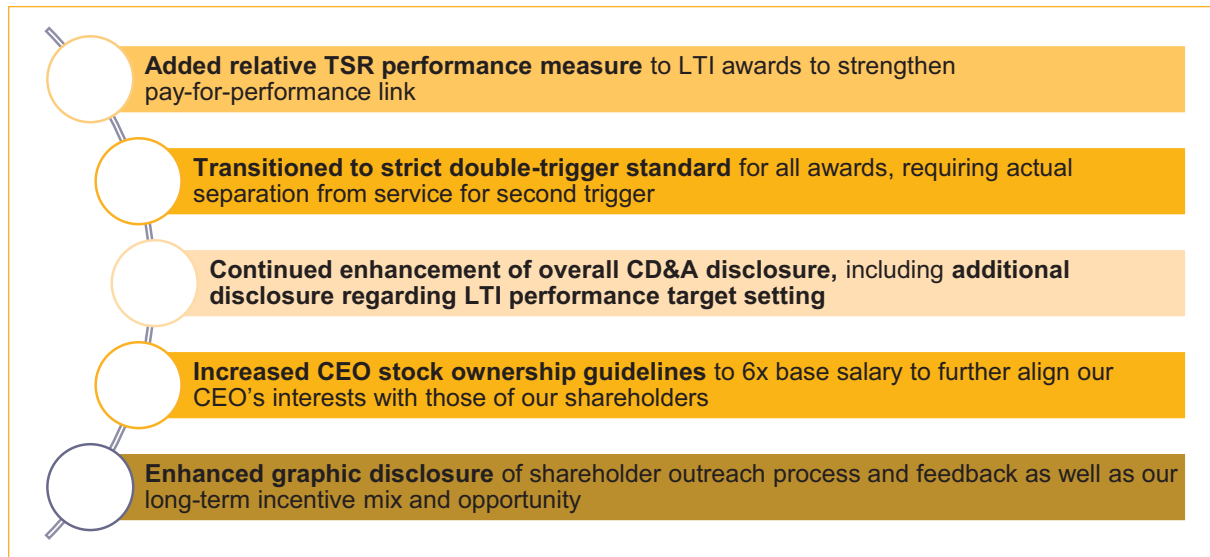 Added relative TSR performance measure to LTI awards to strengthen
pay-for-performance link
Transitioned to strict double-trigger standard for all awards, requiring actual
separation from service for second trigger
Continued enhancement of overall CD&A disclosure, including additional
disclosure regarding LTI performance target setting
Increased CEO stock ownership guidelines to 6x base salary to further align our
CEO’s interests with those of our shareholders
Enhanced graphic disclosure of shareholder outreach process and feedback as well as our
long-term incentive mix and opportunity